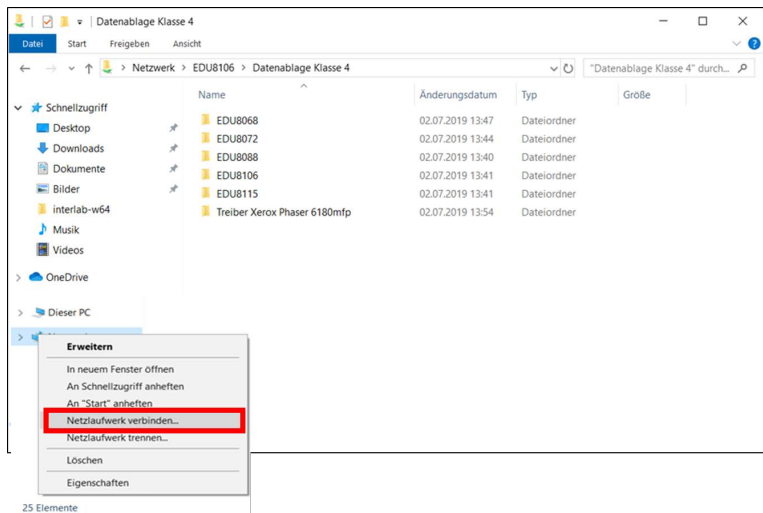 Datenablage Klasse 4
Datei Start Freigeben Ansicht
Netzwerk > EDU8106 > Datenablage Klasse 4
"Datenablage Klasse 4" durch...
Name Änderungsdatum Typ Größe
Schnellzugriff
Desktop
Downloads
Dokumente
Bilder
interlab-w64
Musik
Videos
OneDrive
Dieser PC
EDU8068 02.07.2019 13:47 Dateiordner
EDU8072 02.07.2019 13:44 Dateiordner
EDU8088 02.07.2019 13:40 Dateiordner
EDU8106 02.07.2019 13:41 Dateiordner
EDU8115 02.07.2019 13:41 Dateiordner
Treiber Xerox Phaser 6180mfp 02.07.2019 13:54 Dateiordner
Erweitern
In neuem Fenster öffnen
An Schnellzugriff anheften
An "Start" anheften
Netzlaufwerk verbinden...
Netzlaufwerk trennen...
Löschen
Eigenschaften
25 Elemente